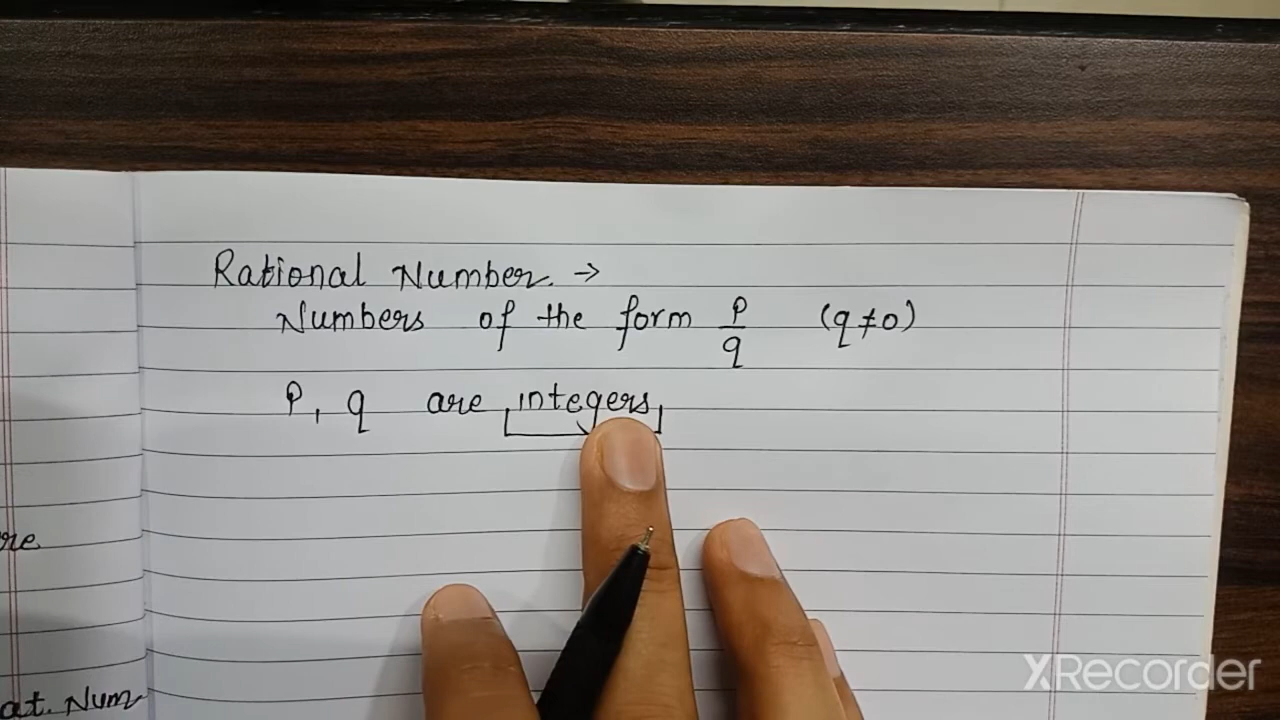 Rational Number. →
Numbers of the form P/q (q≠0)
P, q are integers
re
at. Num
XRecorder